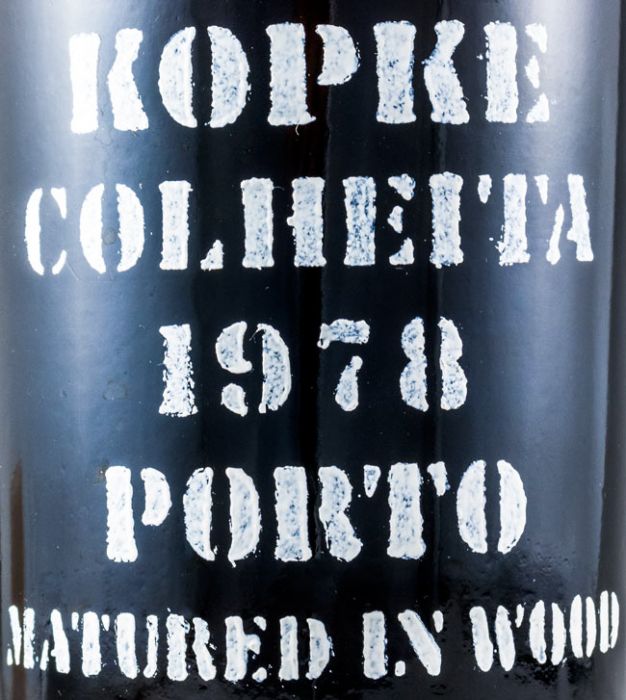 KOPKE
COLHEITA
1978
PORTO
MATURED IN WOOD